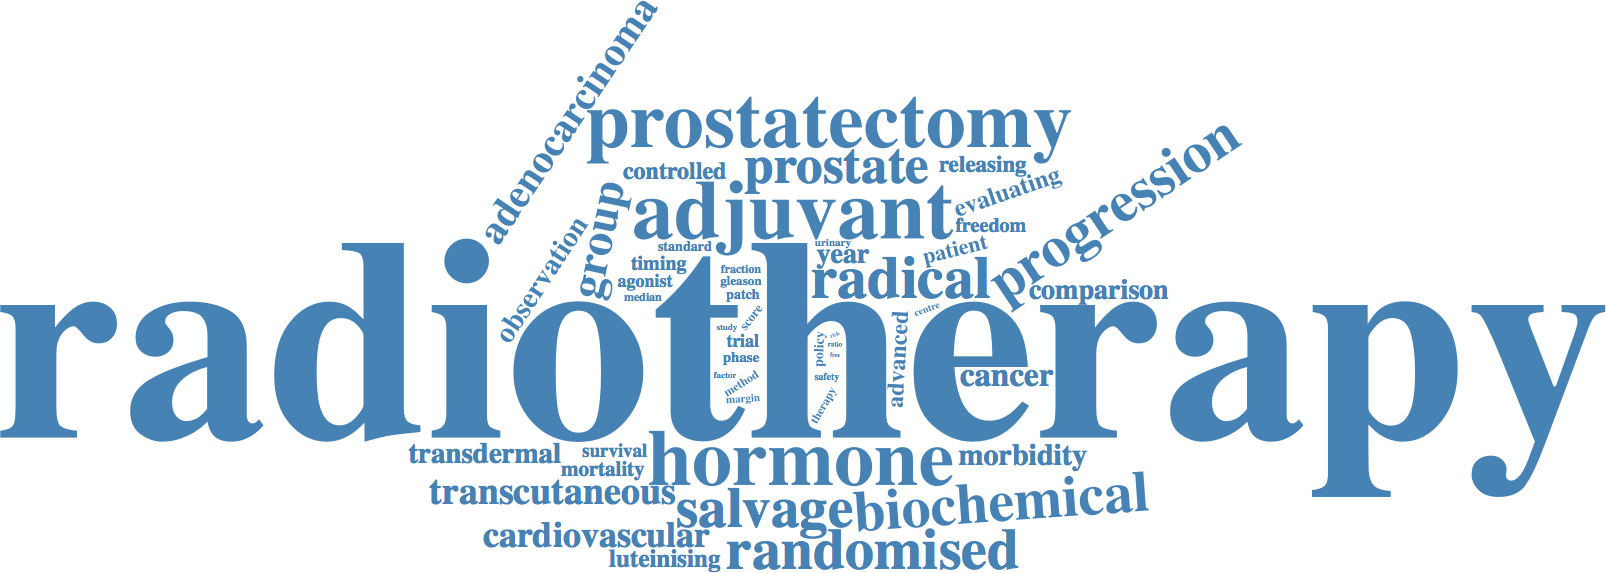 adenocarcinoma
prostatectomy
controlled
prostate
releasing
evaluating
progression
group
adjuvant
freedom
observation
standard
urinary
year
patient
timing
fraction
radical
agonist
gleason
comparison
median
patch
centre
score
study
trial
phase
policy
risk
ratio
free
advanced
factor
method
margin
safety
therapy
cancer
radiotherapy
transdermal
survival
hormone
morbidity
mortality
transcutaneous
salvage
biochemical
cardiovascular
randomised
luteinising